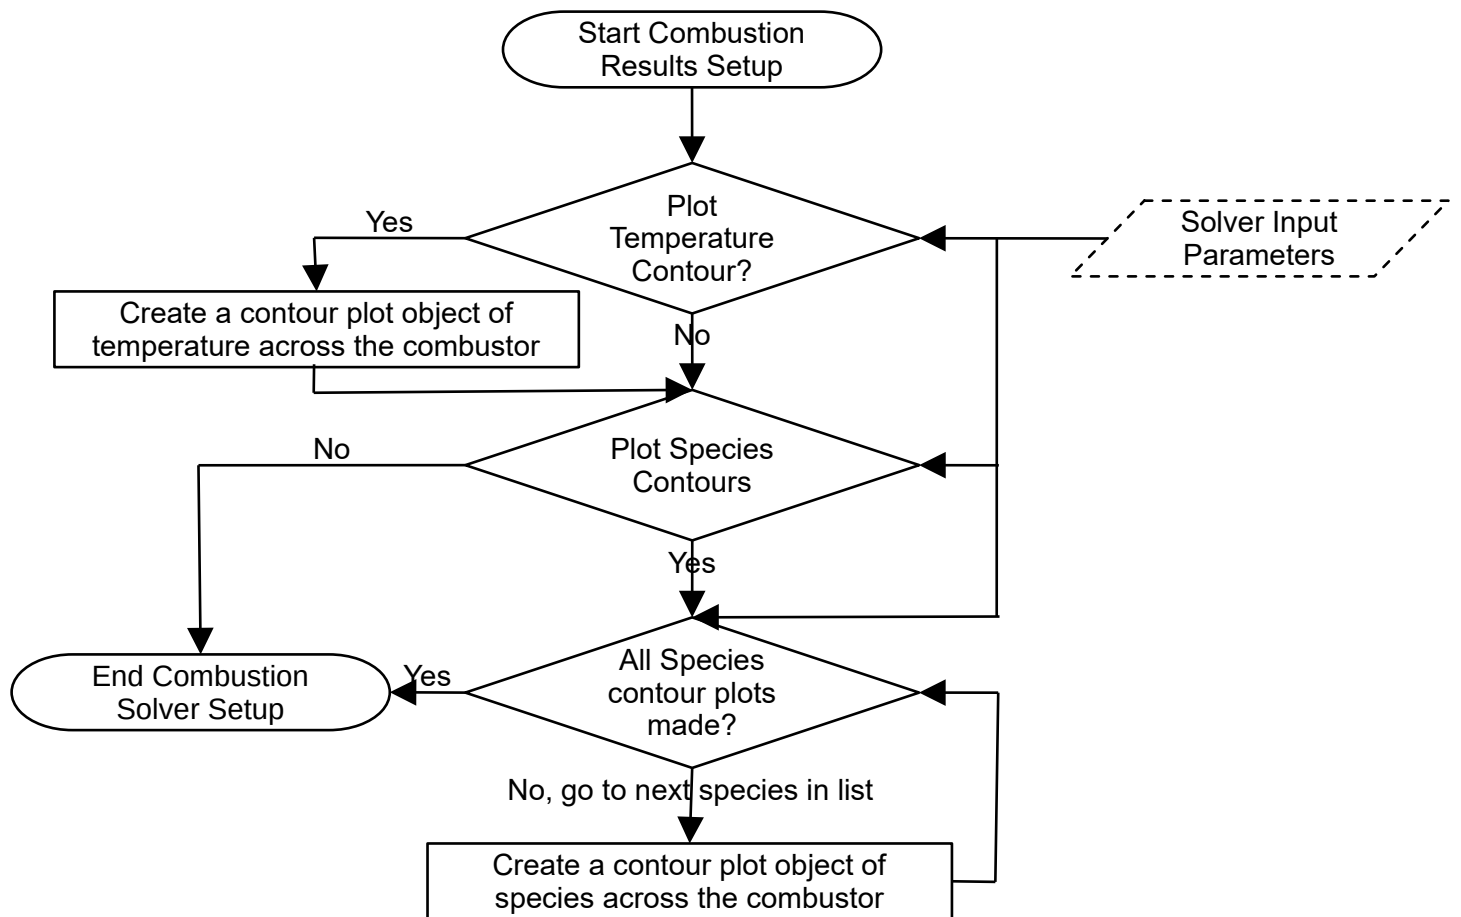 Start Combustion
Results Setup
Plot
Temperature
Contour?
Solver Input
Parameters
Yes
Create a contour plot object of
temperature across the combustor
No
Plot Species
Contours
No
Yes
All Species
contour plots
made?
Yes
End Combustion
Solver Setup
No, go to next species in list
Create a contour plot object of
species across the combustor